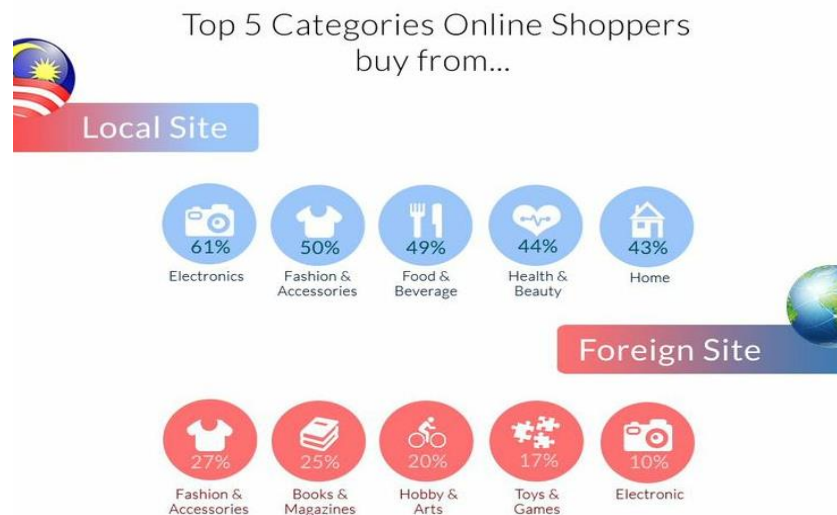 Top 5 Categories Online Shoppers
buy from...
Local Site
61%
50%
49%
44%
43%
Electronics
Fashion &
Accessories
Food &
Beverage
Health &
Beauty
Home
Foreign Site
27%
25%
20%
17%
10%
Fashion &
Accessories
Books &
Magazines
Hobby &
Arts
Toys &
Games
Electronic